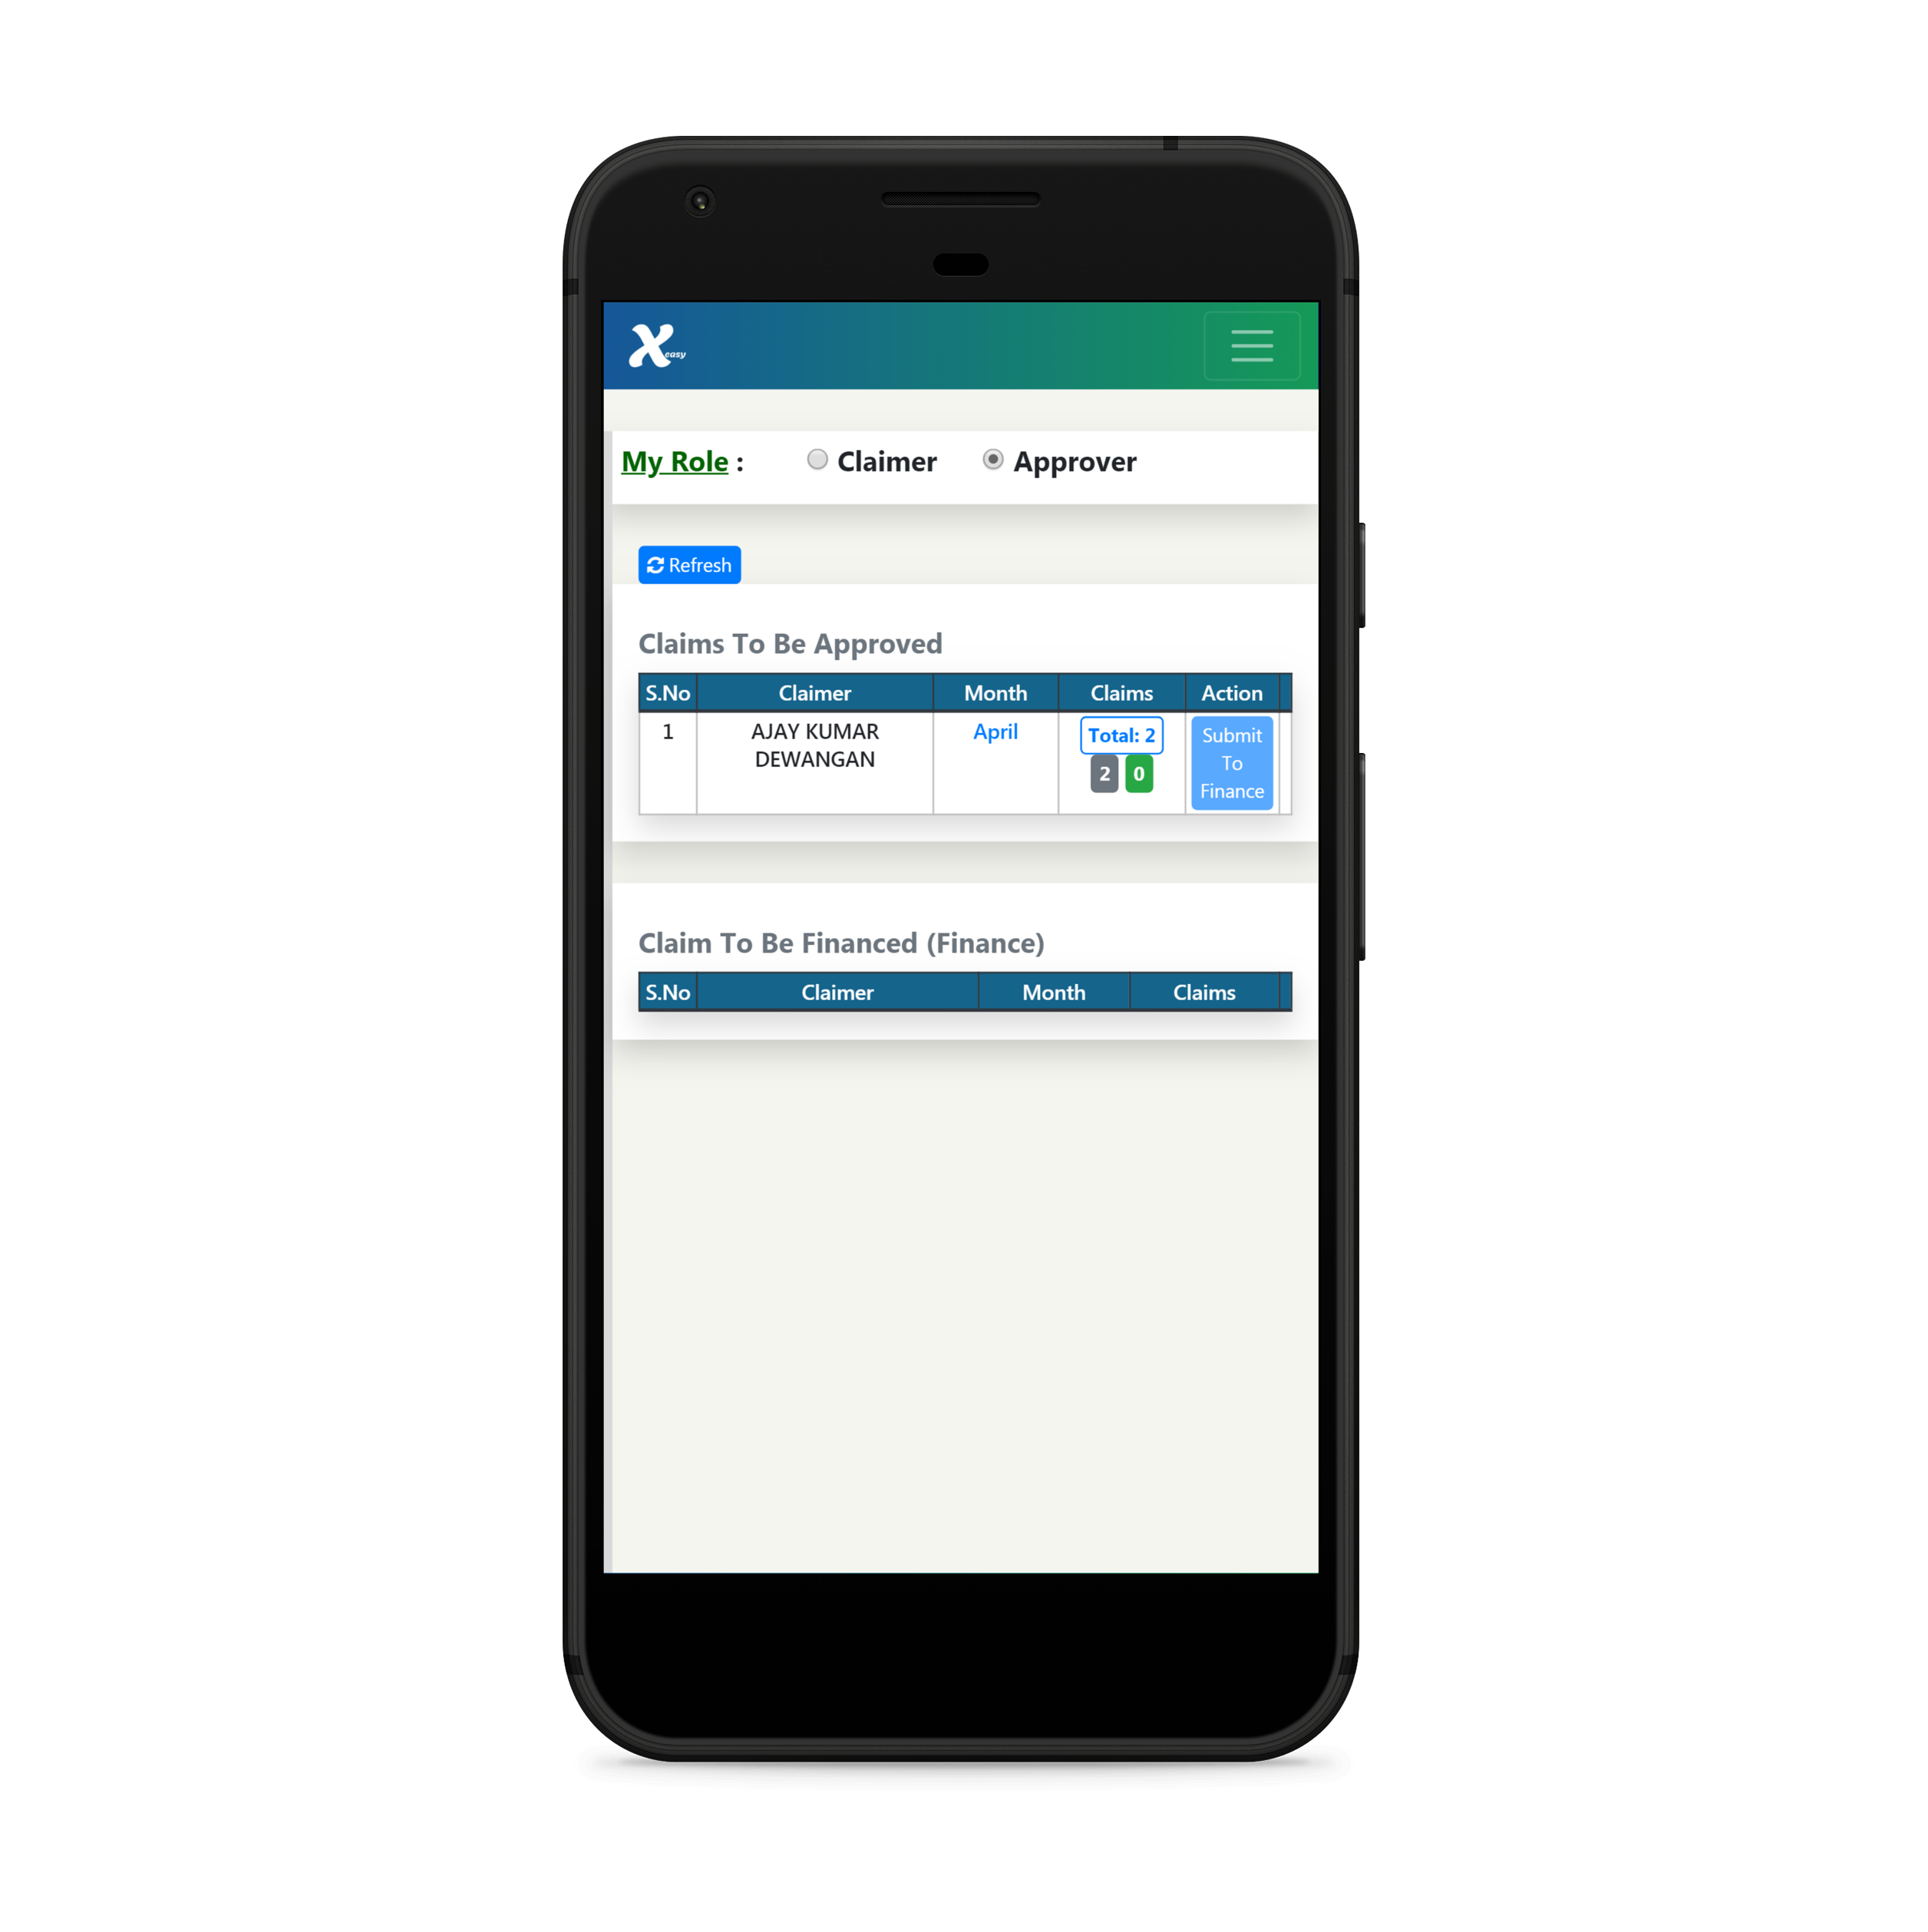 X easy
My Role :
Claimer
Approver
Refresh
Claims To Be Approved
S.No Claimer Month Claims Action
1 AJAY KUMAR DEWANGAN April Total: 2 2 0 Submit To Finance
Claim To Be Financed (Finance)
S.No Claimer Month Claims